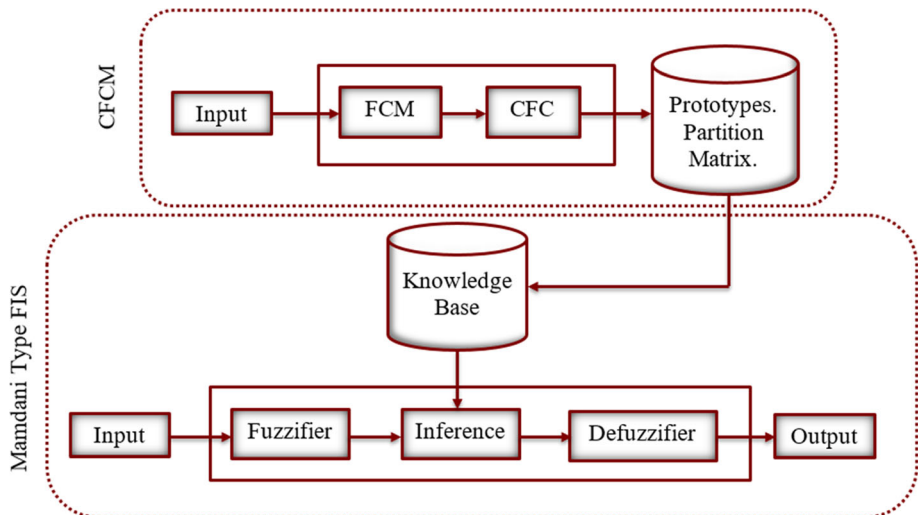 CFCM
Input
FCM
CFC
Prototypes.
Partition
Matrix.
Mamdani Type FIS
Knowledge
Base
Input
Fuzzifier
Inference
Defuzzifier
Output